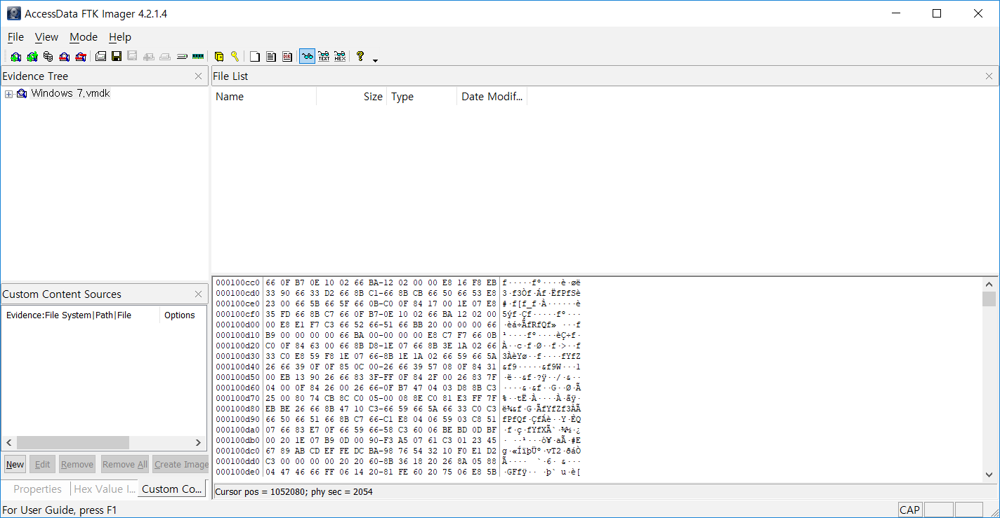 AccessData FTK Imager 4.2.1.4
File View Mode Help
Evidence Tree
Windows 7.vmdk
File List
Name Size Type Date Modif...
Custom Content Sources
Evidence:File System|Path|File Options
New Edit Remove Remove All Create Image
Properties Hex Value I... Custom Co...
000100cc0 66 0F B7 0E 10 02 66 BA-12 02 00 00 E8 16 F8 EB f·····fº····è·øë
000100cd0 33 90 66 33 D2 66 8B C1-66 8B CB 66 50 66 53 E8 3·f3Òf·Áf·ËfPfSè
000100ce0 23 00 66 5B 66 5F 66 0B-C0 0F 84 17 00 1E 07 E8 #·f[f_f·À······è
000100cf0 35 FD 66 8B C7 66 0F B7-0E 10 02 66 BA 12 02 00 5ýf·Çf·····fº···
000100d00 00 E8 E1 F7 C3 66 52 66-51 66 BB 20 00 00 00 66 ·èá÷ÃfRfQf» ···f
000100d10 B9 00 00 00 00 66 BA 00-00 00 00 E8 C7 F7 66 0B ¹····fº····èÇ÷f·
000100d20 C0 0F 84 63 00 66 8B D8-1E 07 66 8B 3E 1A 02 66 À··c·f·Ø··f·>··f
000100d30 33 C0 E8 59 F8 1E 07 66-8B 1E 1A 02 66 59 66 5A 3ÀèYø··f····fYfZ
000100d40 26 66 39 0F 0F 85 0C 00-26 66 39 57 08 0F 84 31 &f9·····&f9W···1
000100d50 00 EB 13 90 26 66 83 3F-FF 0F 84 2F 00 26 83 7F ·ë··&f·?ÿ··/·&··
000100d60 04 00 0F 84 26 00 26 66-0F B7 47 04 03 D8 8B C3 ····&·&f··G··Ø·Ã
000100d70 25 00 80 74 CB 8C C0 05-00 08 8E C0 81 E3 FF 7F %··tË·À····À·ãÿ·
000100d80 EB BE 26 66 8B 47 10 C3-66 59 66 5A 66 33 C0 C3 ë¾&f·G·ÃfYfZf3ÀÃ
000100d90 66 50 66 51 66 8B C7 66-C1 E8 04 06 59 03 C8 51 fPfQf·ÇfÁè··Y·ÈQ
000100da0 07 66 83 E7 0F 66 59 66-58 C3 60 06 BE BD 0D BF ·f·ç·fYfXÃ`·¾½·¿
000100db0 00 20 1E 07 B9 0D 00 90-F3 A5 07 61 C3 01 23 45 · ··¹···ó¥·aÃ·#E
000100dc0 67 89 AB CD EF FE DC BA-98 76 54 32 10 F0 E1 D2 g·«ÍïþÜº·vT2·ðáÒ
000100dd0 C3 00 00 00 00 20 20 60-8B 36 18 20 26 8A 05 88 Ã····  `·6· &···
000100de0 04 47 46 66 FF 06 14 20-81 FE 60 20 75 06 E8 5B ·GFfÿ·· ·þ` u·è[
Cursor pos = 1052080; phy sec = 2054
For User Guide, press F1
CAP